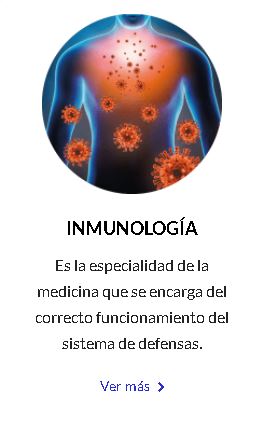 INMUNOLOGÍA
Es la especialidad de la
medicina que se encarga del
correcto funcionamiento del
sistema de defensas.
Ver más